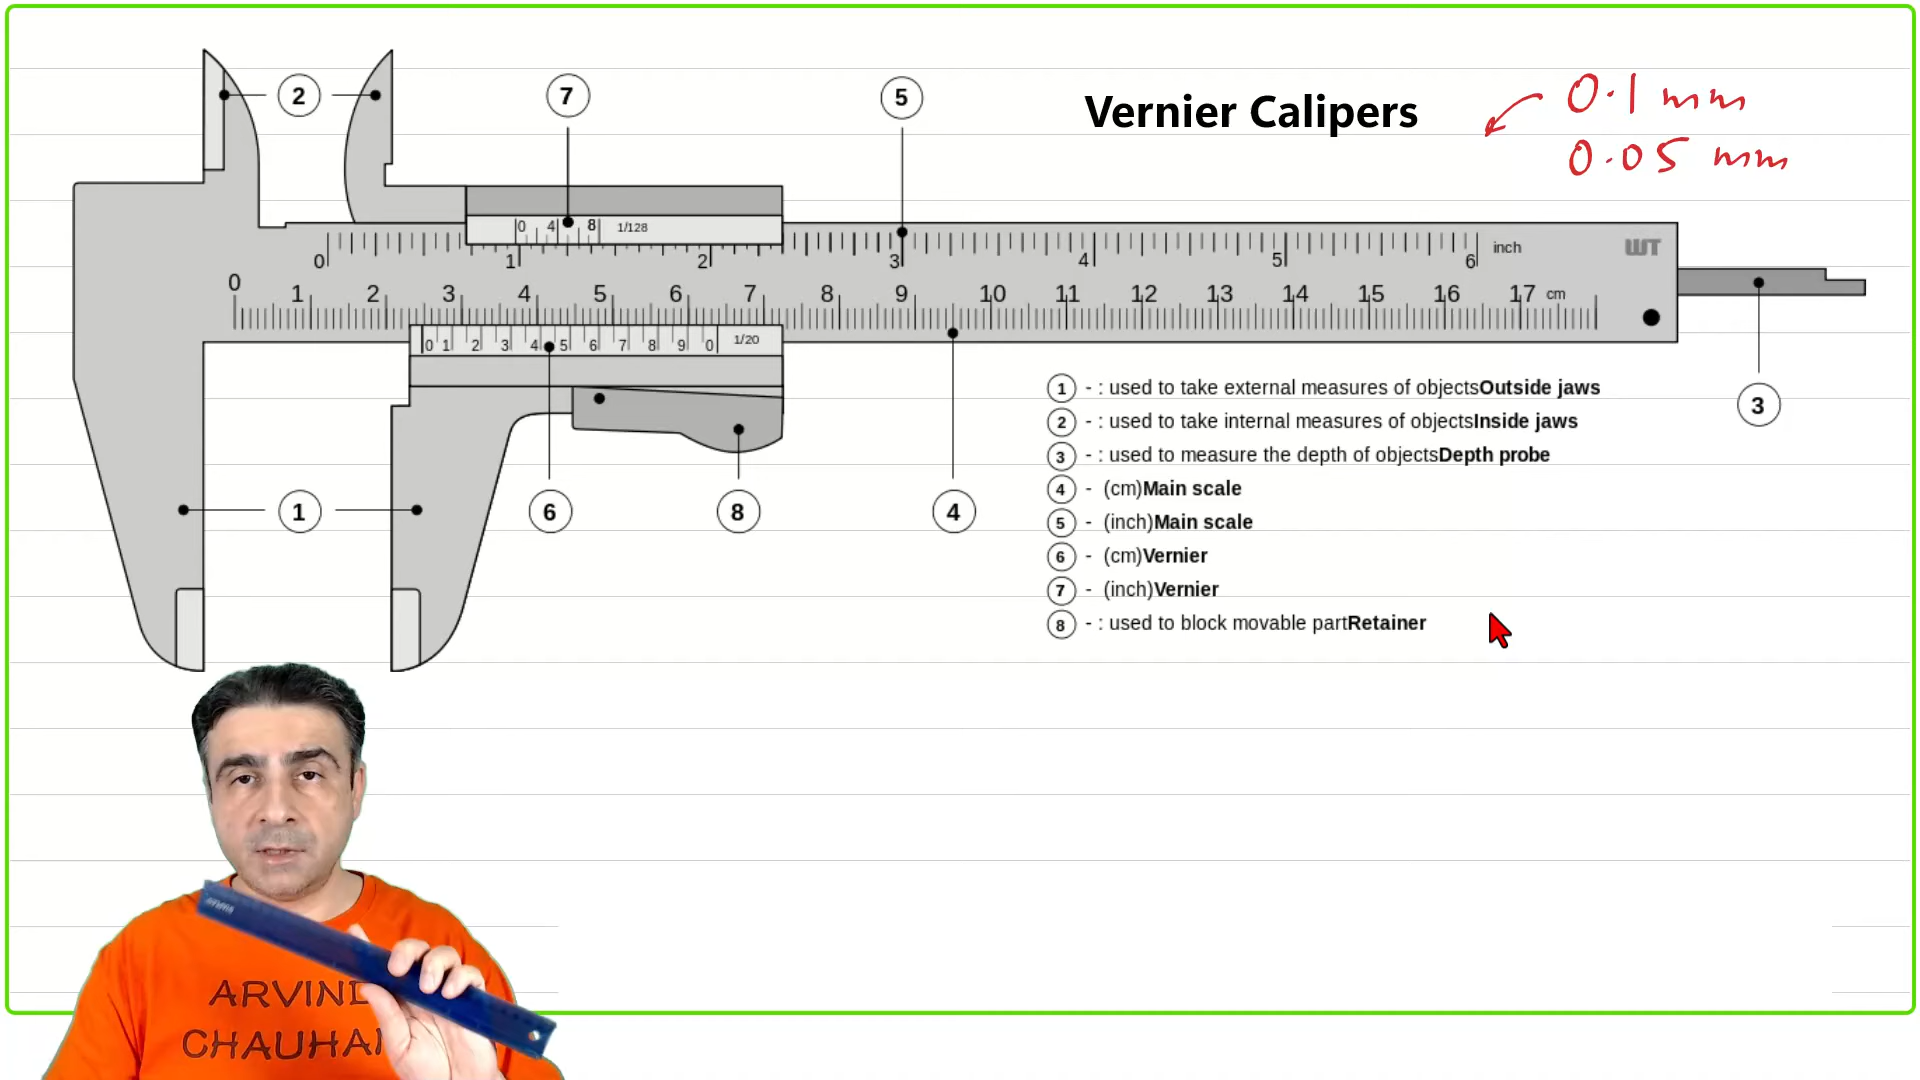 2
7
5
Vernier Calipers
0.1 mm
0.05 mm
0 4 8 1/128
0 1 2 3 4 5 6 inch
WT
0 1 2 3 4 5 6 7 8 9 10 11 12 13 14 15 16 17 cm
0 1 2 3 4 5 6 7 8 9 0 1/20
3
1
6
8
4
1 - : used to take external measures of objectsOutside jaws
2 - : used to take internal measures of objectsInside jaws
3 - : used to measure the depth of objectsDepth probe
4 - (cm)Main scale
5 - (inch)Main scale
6 - (cm)Vernier
7 - (inch)Vernier
8 - : used to block movable partRetainer
ARVIND
CHAUHA